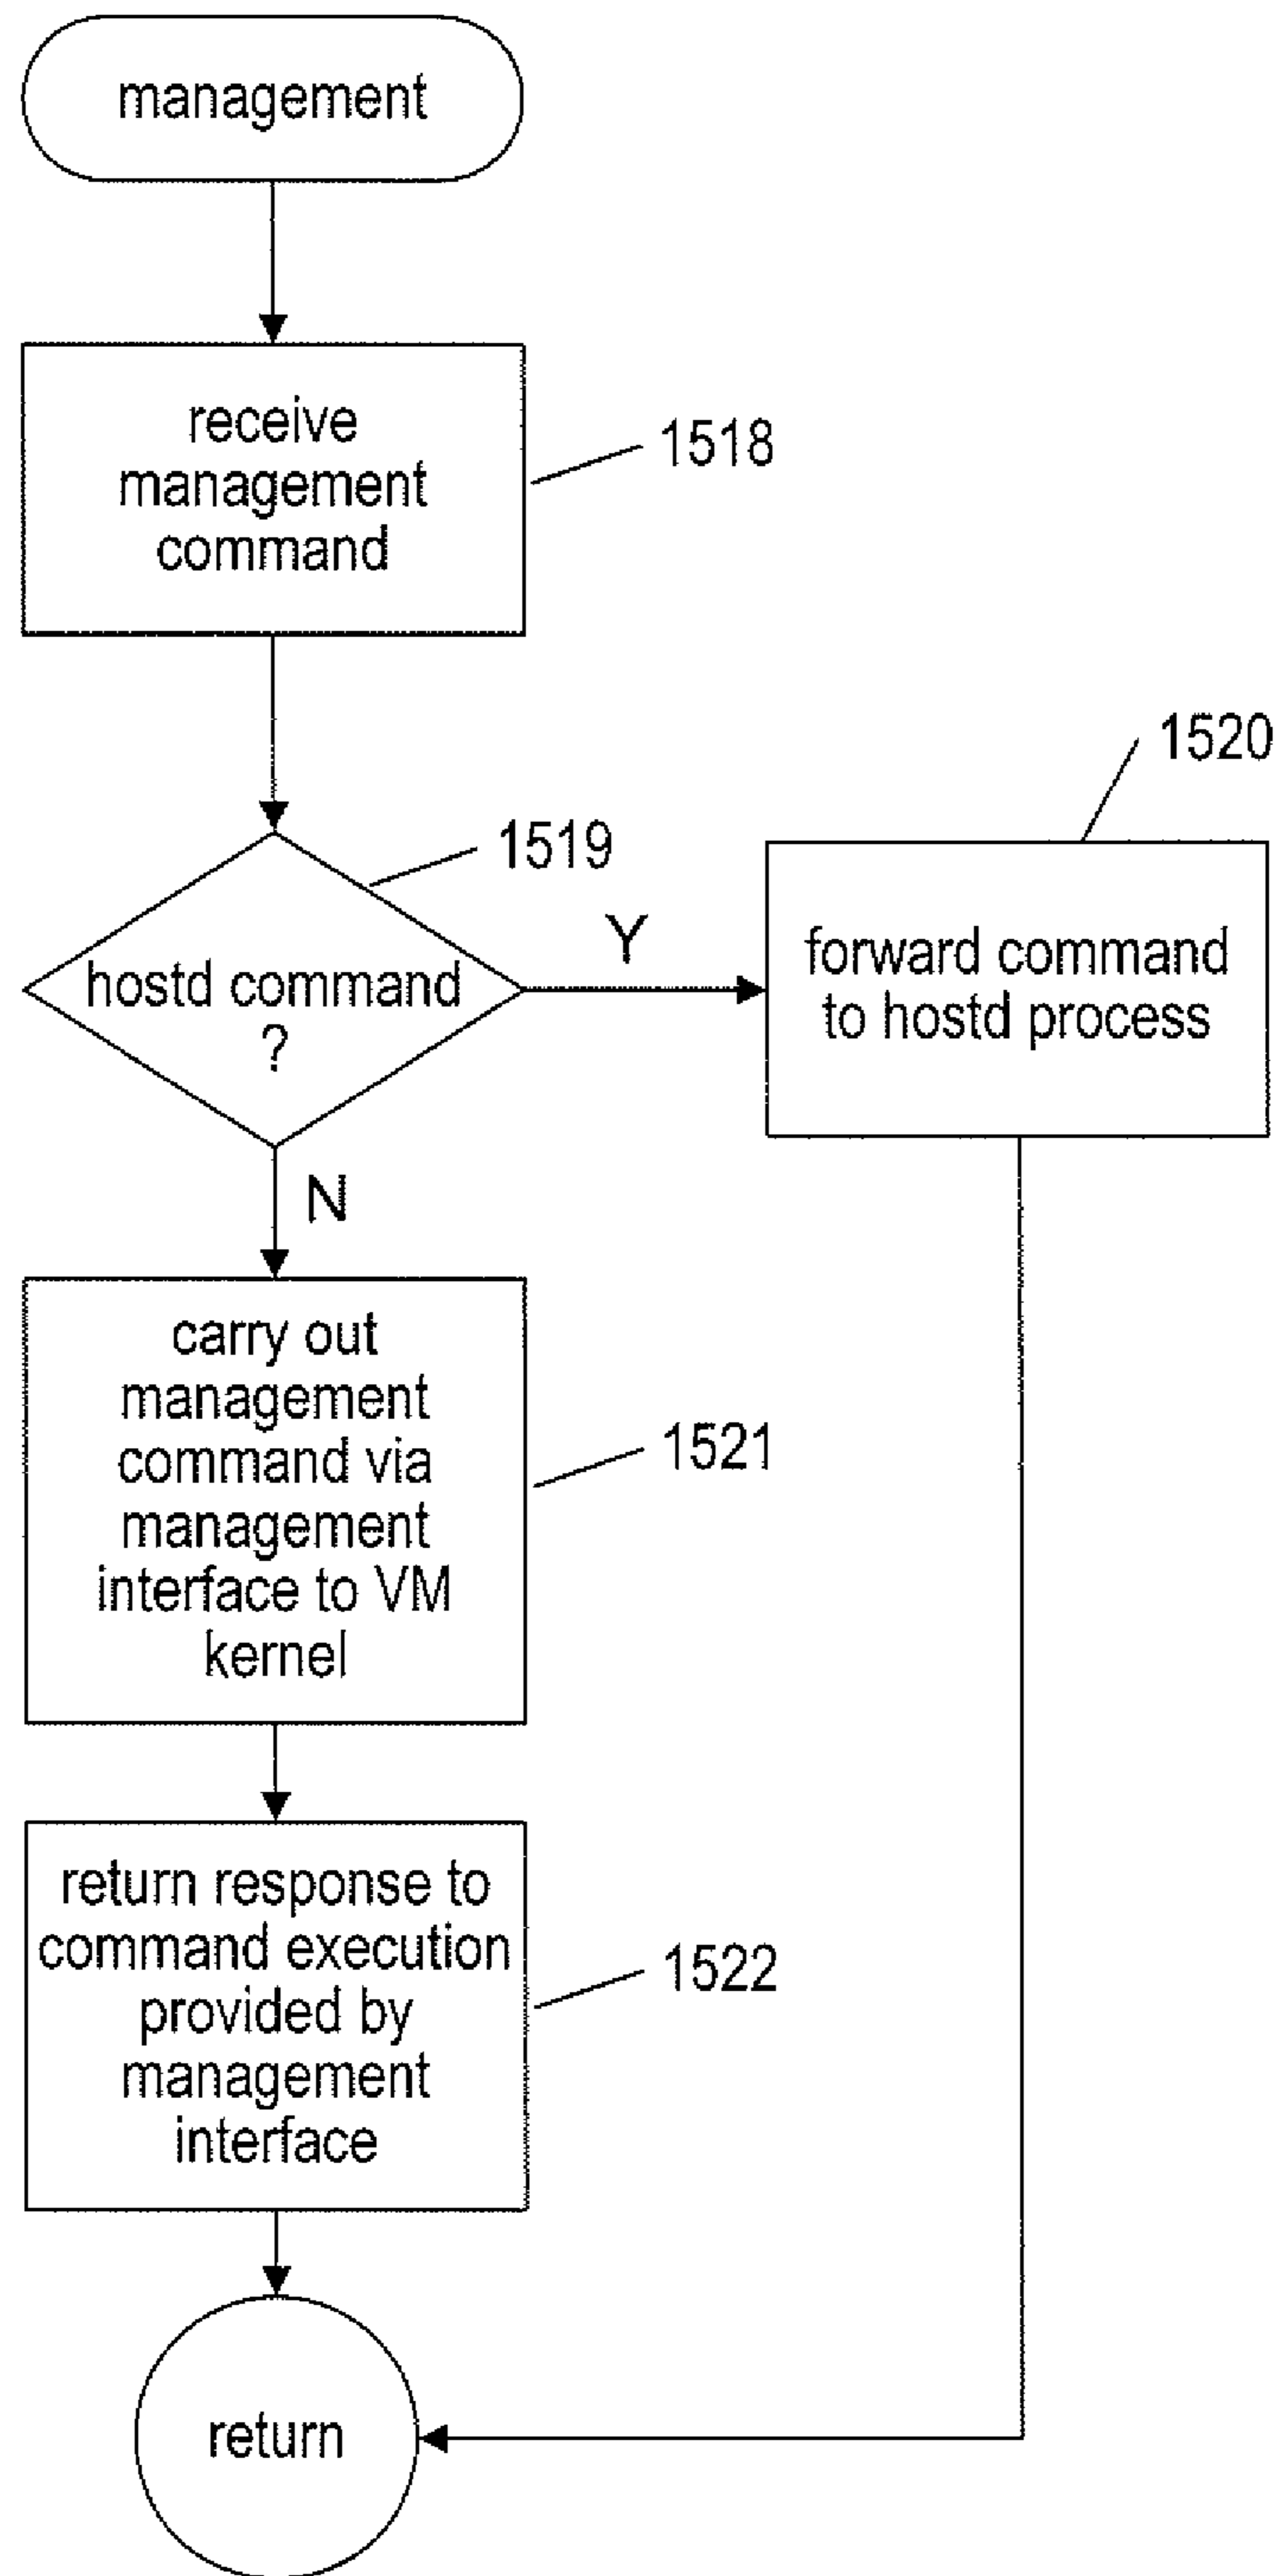 management
receive
management
command
1518
1519
hostd command
?
Y
1520
forward command
to hostd process
N
carry out
management
command via
management
interface to VM
kernel
1521
return response to
command execution
provided by
management
interface
1522
return